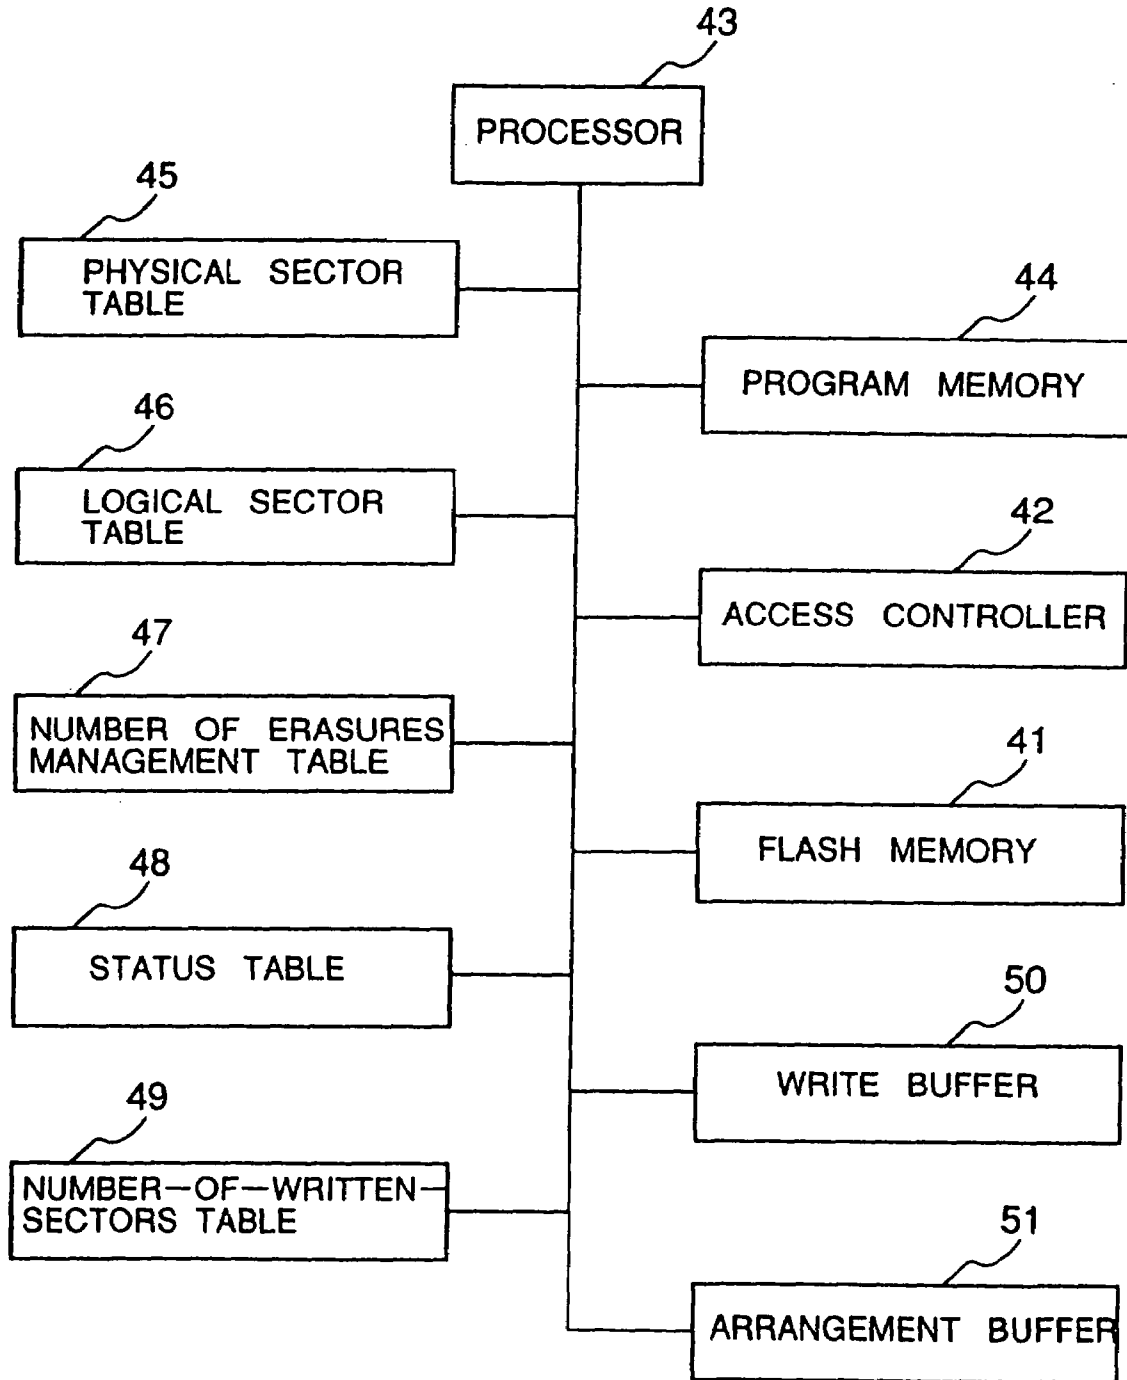 43
PROCESSOR
45
PHYSICAL SECTOR
TABLE
44
PROGRAM MEMORY
46
LOGICAL SECTOR
TABLE
42
ACCESS CONTROLLER
47
NUMBER OF ERASURES
MANAGEMENT TABLE
41
FLASH MEMORY
48
STATUS TABLE
50
WRITE BUFFER
49
NUMBER-OF-WRITTEN-
SECTORS TABLE
51
ARRANGEMENT BUFFER